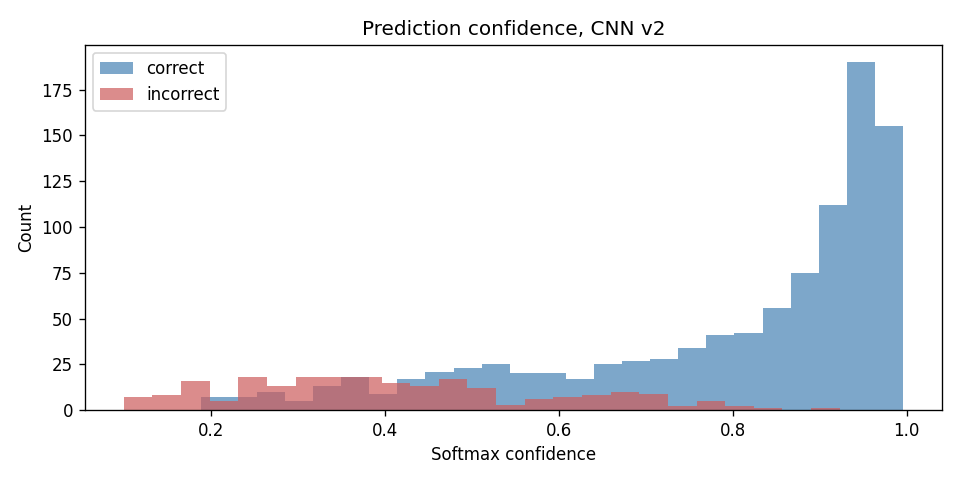 Prediction confidence, CNN v2
correct
incorrect
Count
175
150
125
100
75
50
25
0
0.2 0.4 0.6 0.8 1.0
Softmax confidence